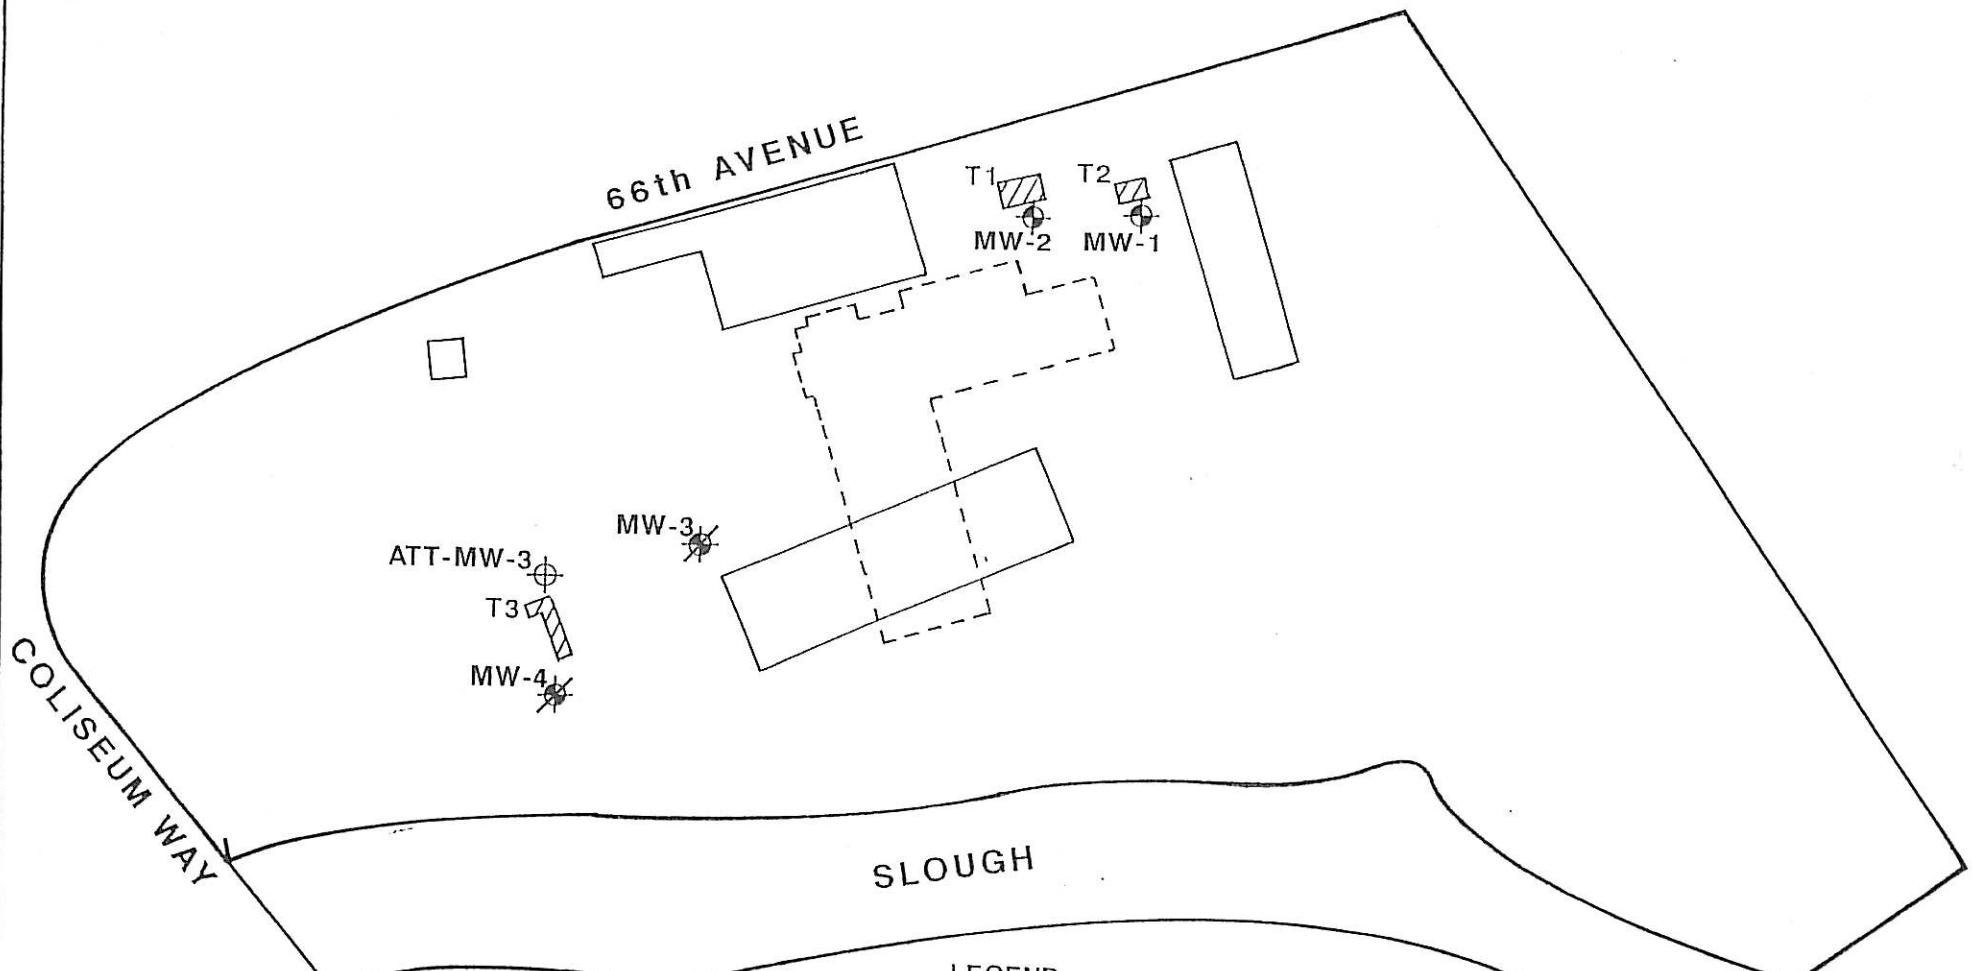 66th AVENUE
T1
T2
MW-2
MW-1
MW-3
ATT-MW-3
T3
MW-4
COLISEUM WAY
SLOUGH
LEGEND